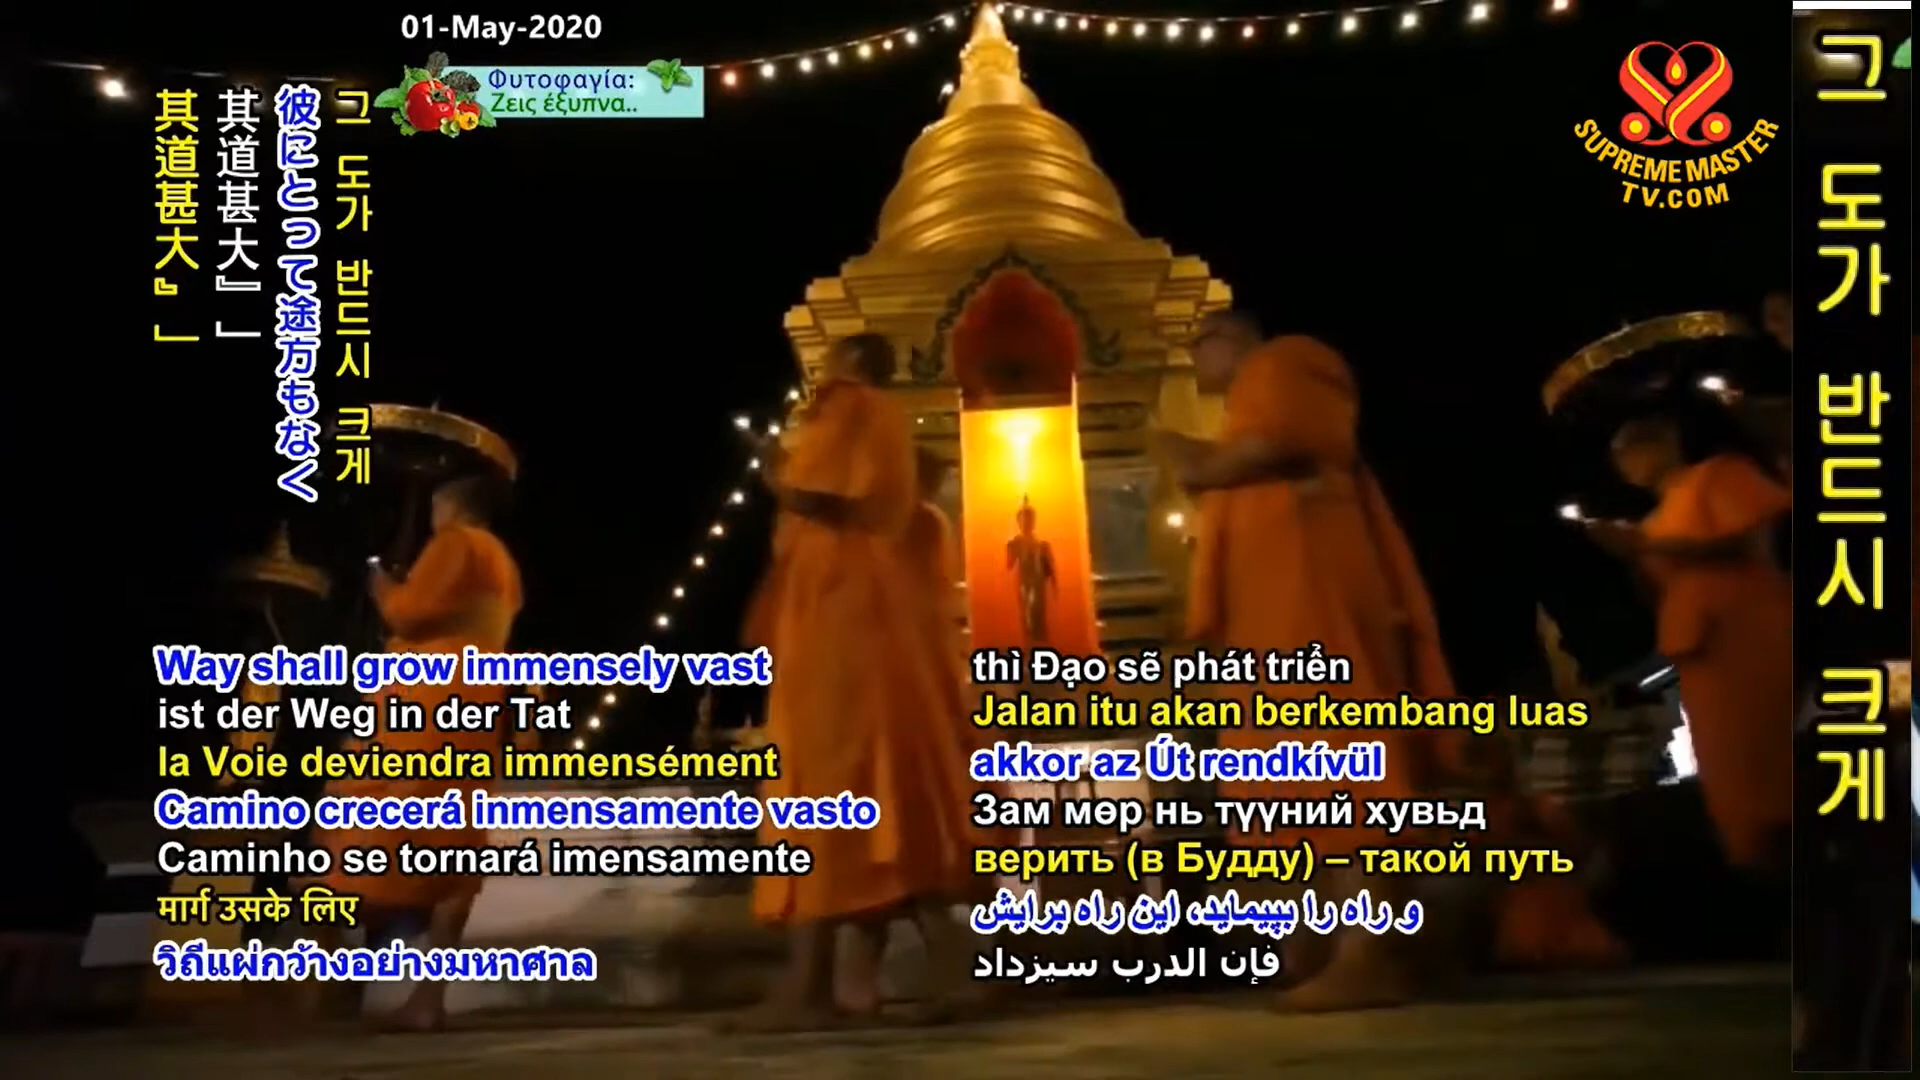 01-May-2020
Φυτοφαγία:
Ζεις έξυπνα..
SUPREME MASTER
TV.COM
그 도가 반드시 크게
彼にとって途方もなく
其道甚大』」
其道甚大』」
그 도가 반드시 크게
Way shall grow immensely vast
ist der Weg in der Tat
la Voie deviendra immensément
Camino crecerá inmensamente vasto
Caminho se tornará imensamente
मार्ग उसके लिए
วิถีแผ่กว้างอย่างมหาศาล
thì Đạo sẽ phát triển
Jalan itu akan berkembang luas
akkor az Út rendkívül
Зам мөр нь түүний хувьд
верить (в Будду) – такой путь
و راه را بپیماید، این راه برایش
فإن الدرب سيزداد